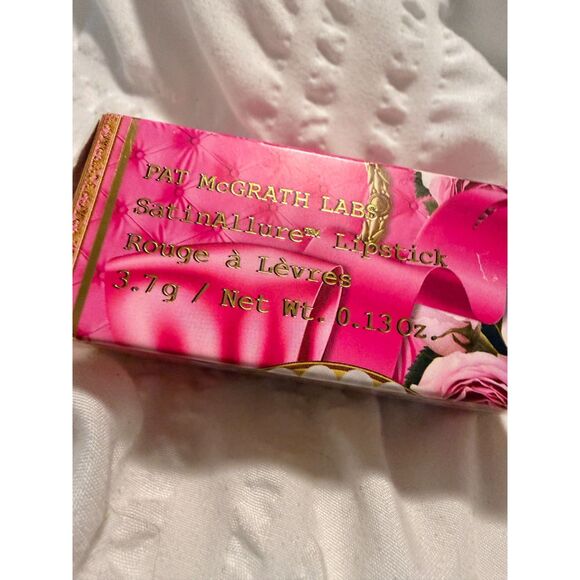 PAT McGRATH LABS
SatinAllure™ Lipstick
Rouge à Lèvres
3.7g / Net Wt. 0.13 Oz.